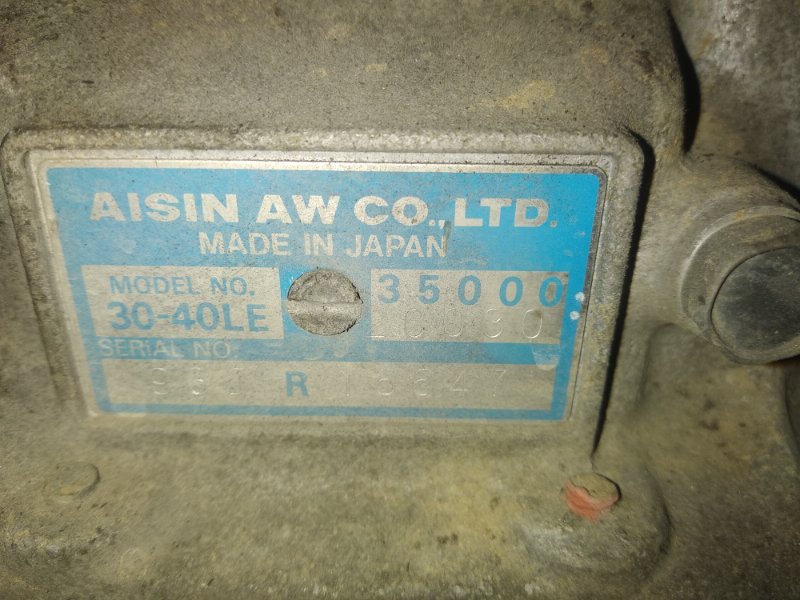 AISIN AW CO., LTD.
MADE IN JAPAN
MODEL NO.
30-40LE
35000
SERIAL NO.
R